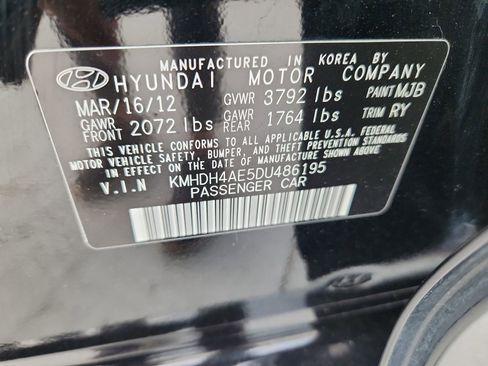 MANUFACTURED IN KOREA BY
HYUNDAI MOTOR COMPANY
MAR/16/12 GVWR 3792 lbs PAINT MJB
GAWR FRONT 2072 lbs GAWR REAR 1764 lbs TRIM RY
THIS VEHICLE CONFORMS TO ALL APPLICABLE U.S.A. FEDERAL
MOTOR VEHICLE SAFETY, BUMPER, AND THEFT PREVENTION STANDARDS
IN EFFECT ON THE DATE OF MANUFACTURE SHOWN ABOVE.
V.I.N KMHDH4AE5DU486195
PASSENGER CAR